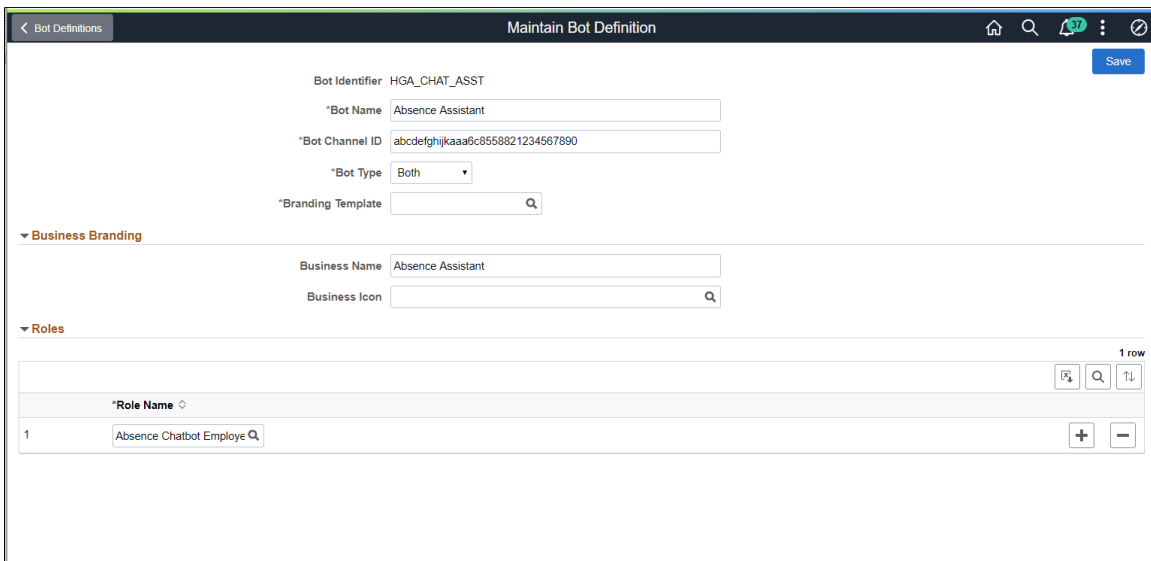 Bot Definitions
Maintain Bot Definition
37
Save
Bot Identifier HGA_CHAT_ASST
*Bot Name Absence Assistant
*Bot Channel ID abcdefghijkaaa6c8558821234567890
*Bot Type Both
*Branding Template
Business Branding
Business Name Absence Assistant
Business Icon
Roles
1 row
*Role Name
1 Absence Chatbot Employe